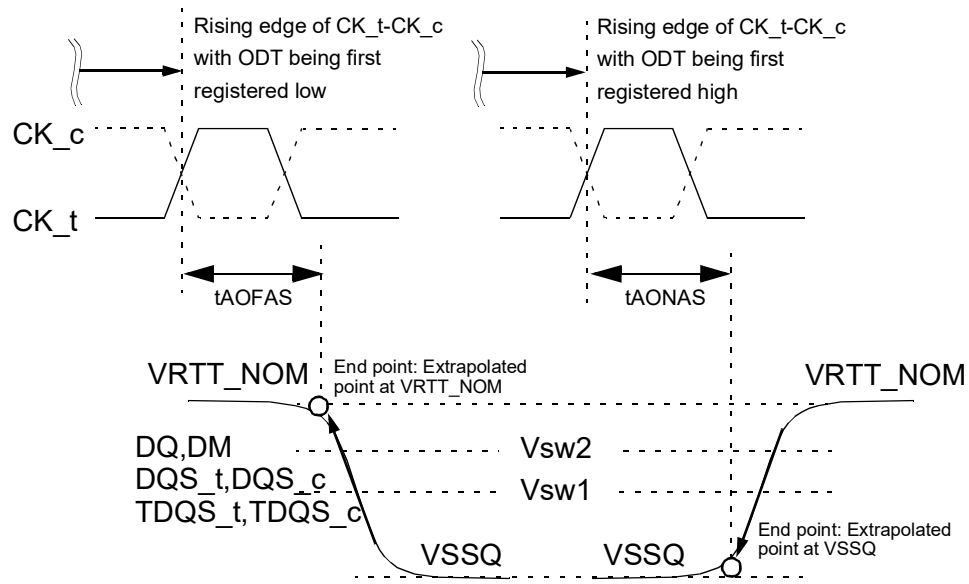 Rising edge of CK_t-CK_c
with ODT being first
registered low
Rising edge of CK_t-CK_c
with ODT being first
registered high
CK_c
CK_t
tAOFAS
tAONAS
VRTT_NOM
End point: Extrapolated
point at VRTT_NOM
VRTT_NOM
DQ,DM
DQS_t,DQS_c
TDQS_t,TDQS_c
Vsw2
Vsw1
VSSQ
VSSQ
End point: Extrapolated
point at VSSQ